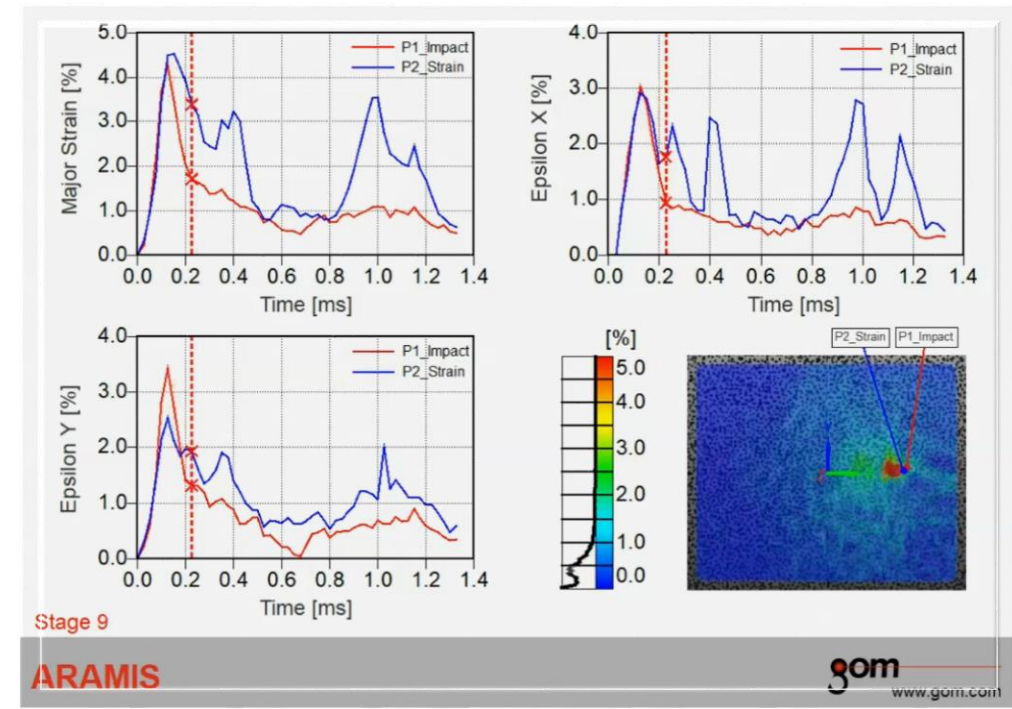 5.0
4.0
3.0
2.0
1.0
0.0
Major Strain [%]
P1_Impact
P2_Strain
0.0 0.2 0.4 0.6 0.8 1.0 1.2 1.4
Time [ms]
4.0
3.0
2.0
1.0
0.0
Epsilon X [%]
P1_Impact
P2_Strain
0.0 0.2 0.4 0.6 0.8 1.0 1.2 1.4
Time [ms]
4.0
3.0
2.0
1.0
0.0
Epsilon Y [%]
P1_Impact
P2_Strain
0.0 0.2 0.4 0.6 0.8 1.0 1.2 1.4
Time [ms]
[%]
5.0
4.0
3.0
2.0
1.0
0.0
P2_Strain P1_Impact
Stage 9
ARAMIS
gom
www.gom.com